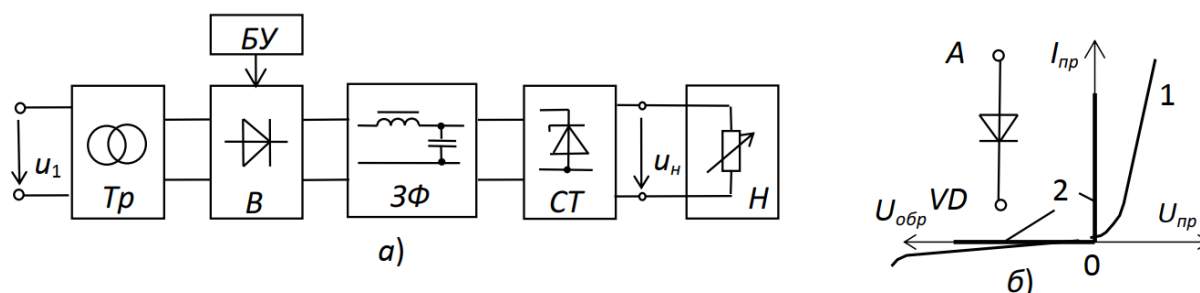 БУ
u1
Тр
В
ЗФ
СТ
uн
Н
а)
А
VD
Iпр
1
2
Uобр
Uпр
0
б)